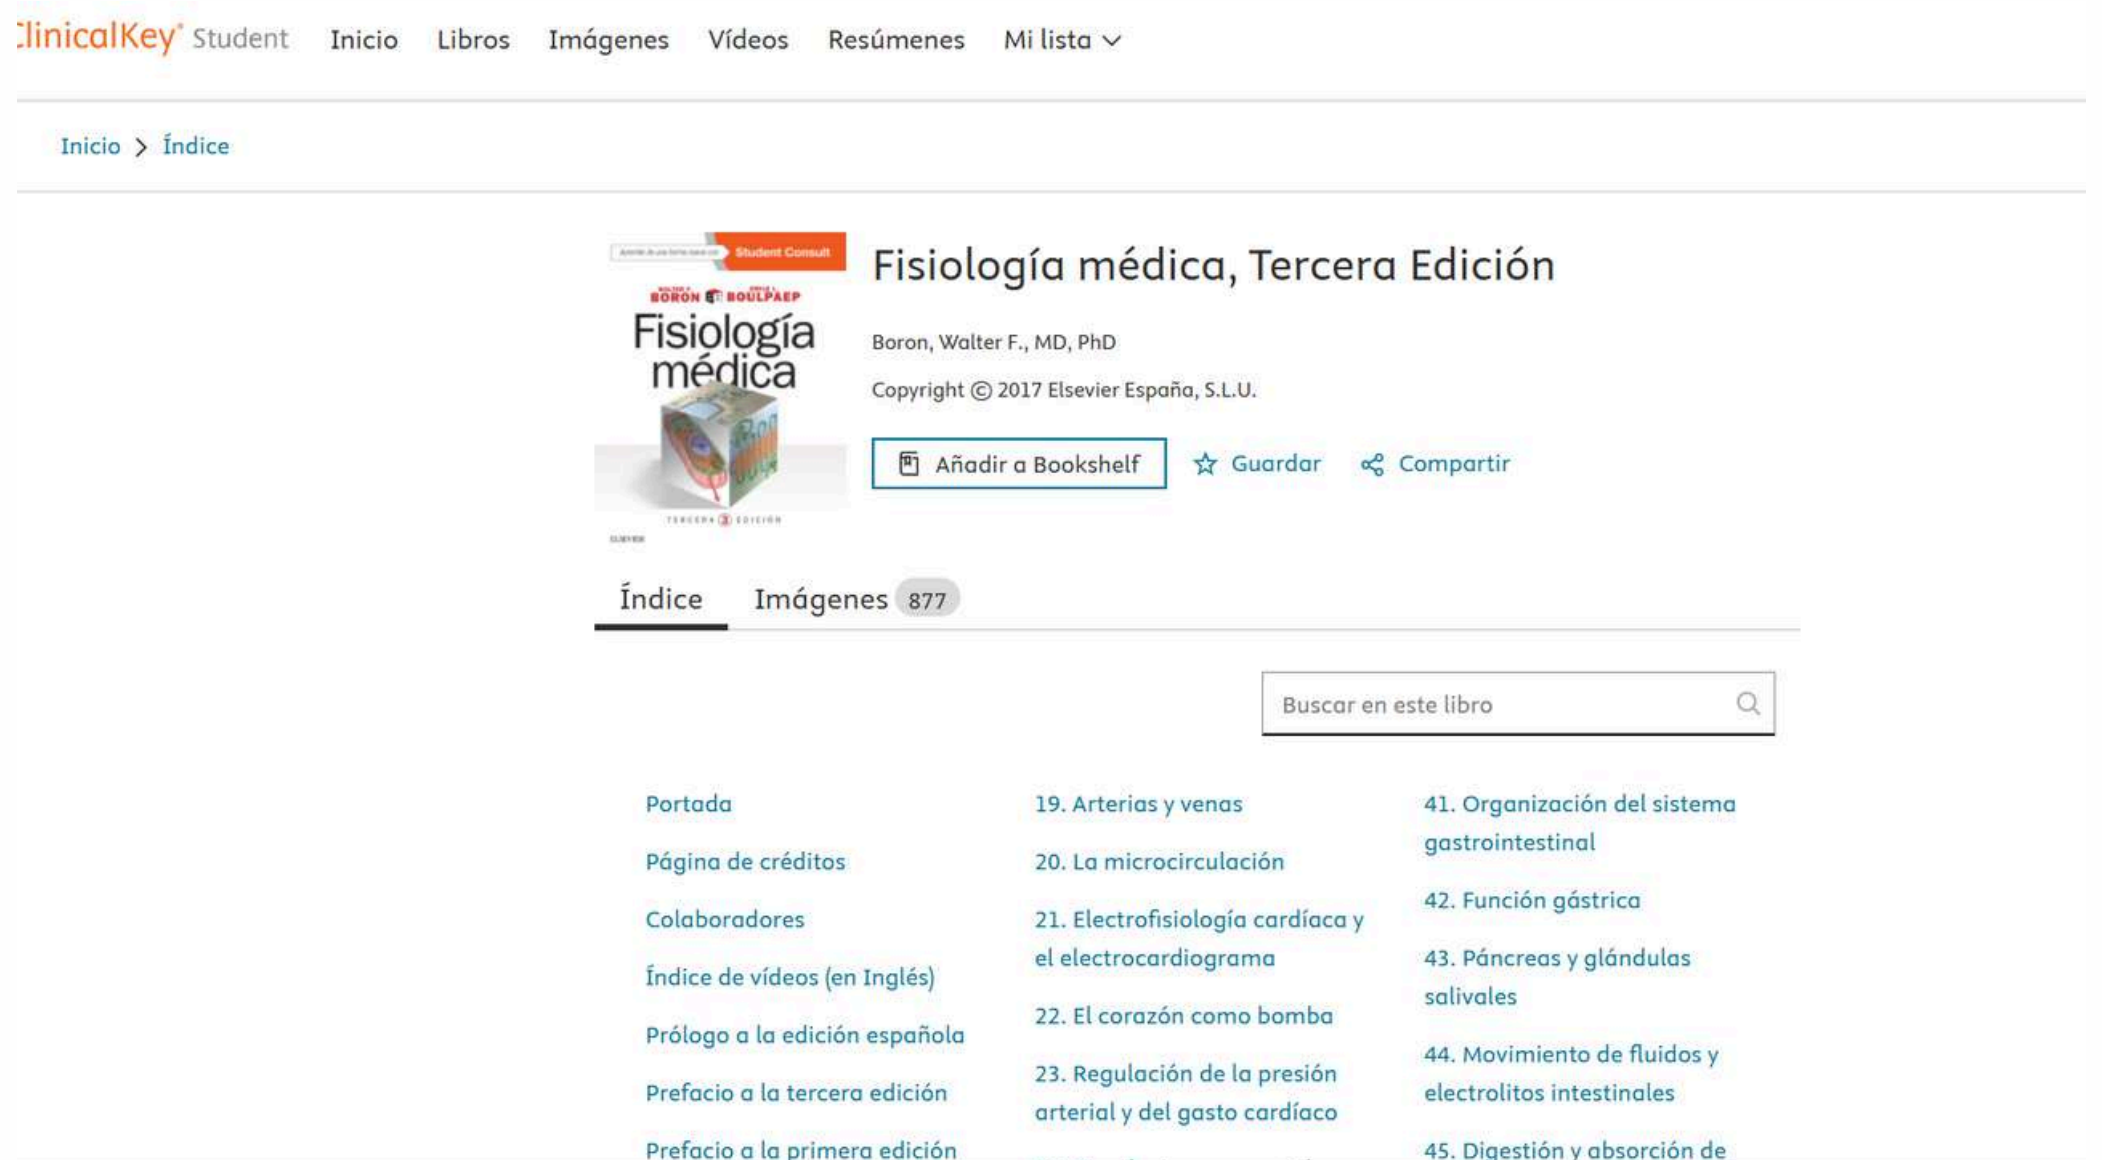 ClinicalKey® Student Inicio Libros Imágenes Vídeos Resúmenes Mi lista
Inicio > Índice
Student Consult
BORON BOULPAEP
Fisiología
médica
TERCERA 3 EDICIÓN
ELSEVIER
Fisiología médica, Tercera Edición
Boron, Walter F., MD, PhD
Copyright © 2017 Elsevier España, S.L.U.
Añadir a Bookshelf Guardar Compartir
Índice Imágenes 877
Buscar en este libro
Portada
Página de créditos
Colaboradores
Índice de vídeos (en Inglés)
Prólogo a la edición española
Prefacio a la tercera edición
Prefacio a la primera edición
19. Arterias y venas
20. La microcirculación
21. Electrofisiología cardíaca y
el electrocardiograma
22. El corazón como bomba
23. Regulación de la presión
arterial y del gasto cardíaco
41. Organización del sistema
gastrointestinal
42. Función gástrica
43. Páncreas y glándulas
salivales
44. Movimiento de fluidos y
electrolitos intestinales
45. Digestión y absorción de